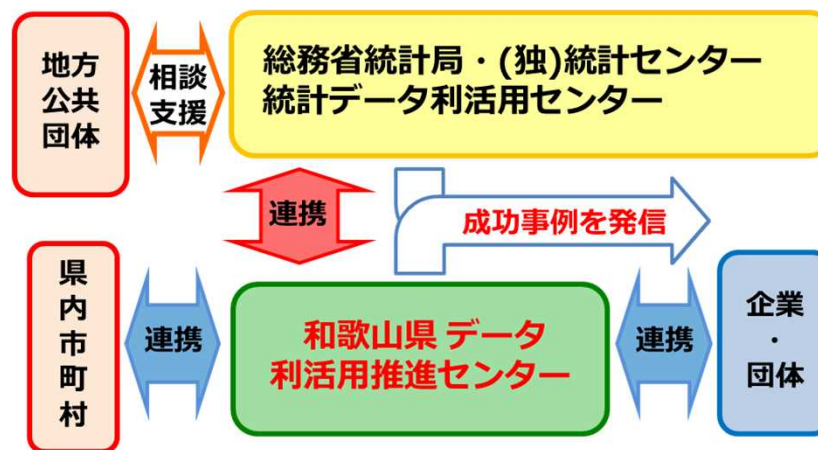 地方
公共
団体
相談
支援
総務省統計局・(独)統計センター
統計データ利活用センター
連携
成功事例を発信
県
内
市
町
村
連携
和歌山県 データ
利活用推進センター
連携
企業
・
団体